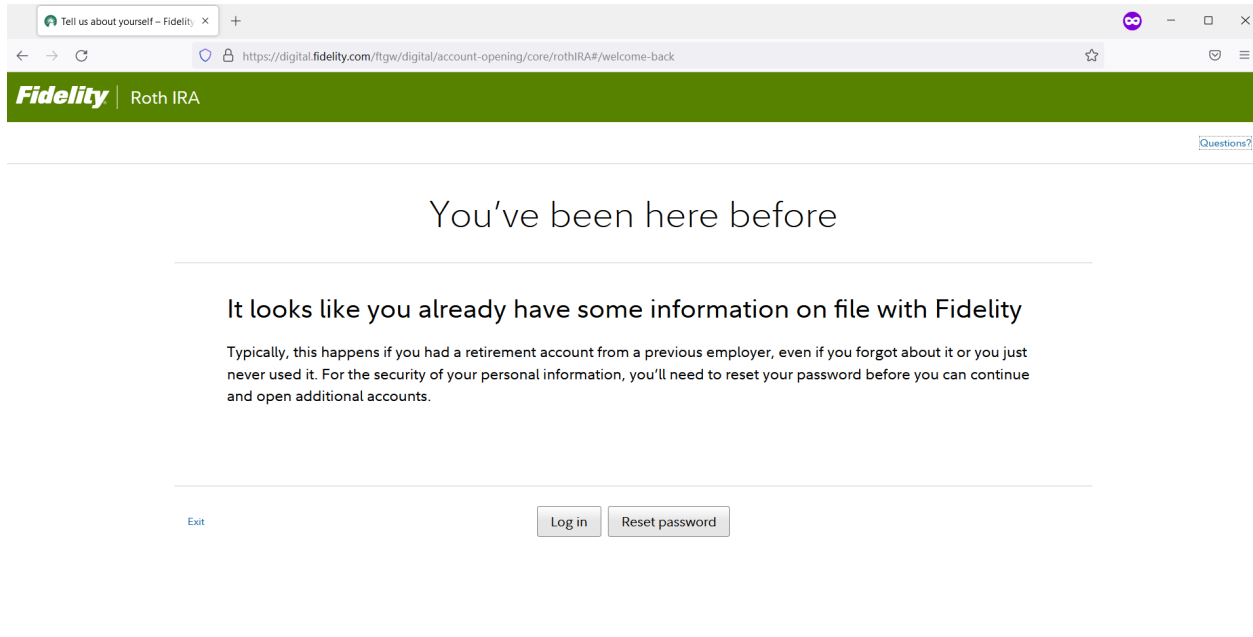 Tell us about yourself – Fidelity
https://digital.fidelity.com/ftgw/digital/account-opening/core/rothIRA#/welcome-back
Fidelity Roth IRA
Questions?
You've been here before
It looks like you already have some information on file with Fidelity
Typically, this happens if you had a retirement account from a previous employer, even if you forgot about it or you just
never used it. For the security of your personal information, you'll need to reset your password before you can continue
and open additional accounts.
Exit Log in Reset password